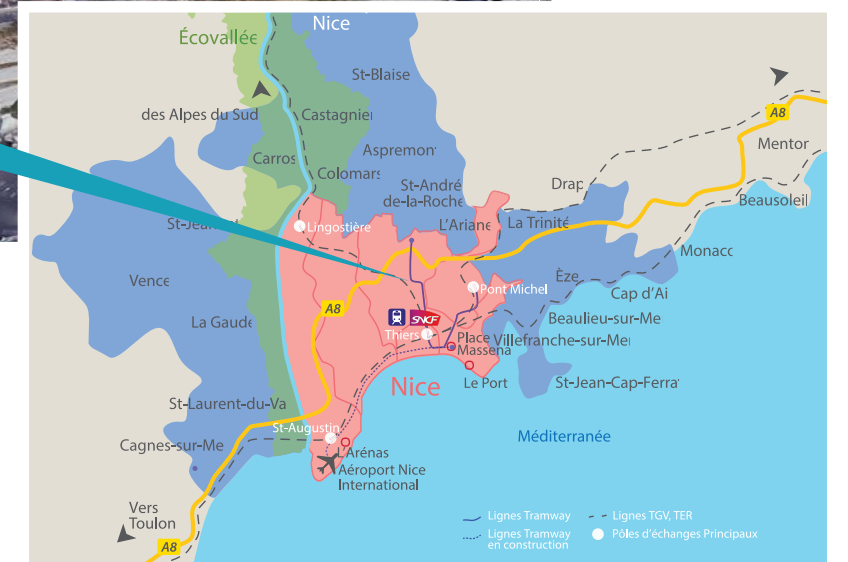 Nice
Écovallée
St-Blaise
des Alpes du Sud
Castagnier
A8
Mentor
Aspremon
Carros
Colomars
St-André
de-la-Roche
Drap
Beausoleil
L'Ariane
La Trinité
Lingostière
Monaco
Vence
Èze
Cap d'Ai
Pont Michel
A8
La Gaude
SNCF
Beaulieu-sur-Me
Thiers
Place
Massena
Villefranche-sur-Me
Nice
Le Port
St-Jean-Cap-Ferra
St-Laurent-du-Va
St-Augustin
Méditerranée
Cagnes-sur-Me
L'Arénas
Aéroport Nice
International
Vers
Toulon
A8
Lignes Tramway
Lignes TGV, TER
Lignes Tramway
en construction
Pôles d'échanges Principaux